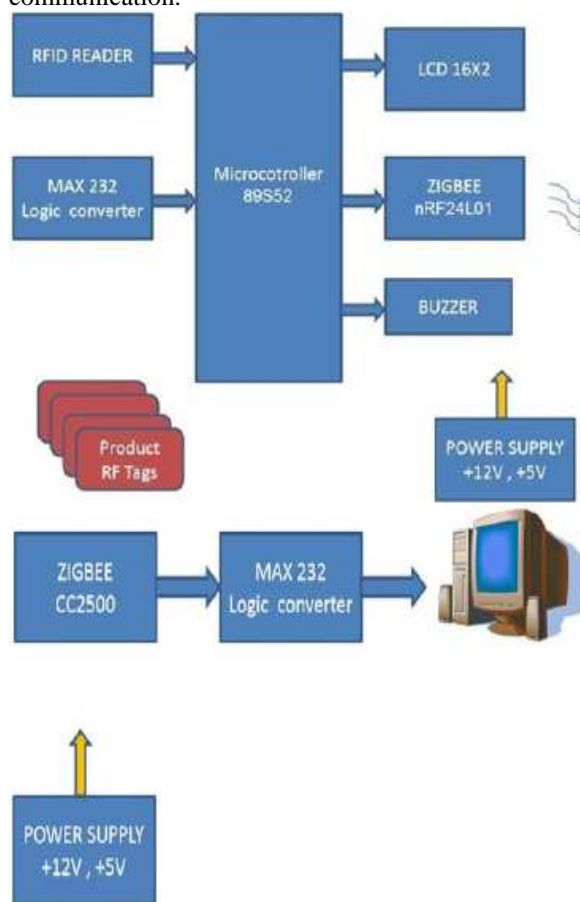 communication.
RFID READER
LCD 16X2
MAX 232
Logic converter
Microcotroller
89S52
ZIGBEE
nRF24L01
BUZZER
Product
RF Tags
POWER SUPPLY
+12V , +5V
ZIGBEE
CC2500
MAX 232
Logic converter
POWER SUPPLY
+12V , +5V